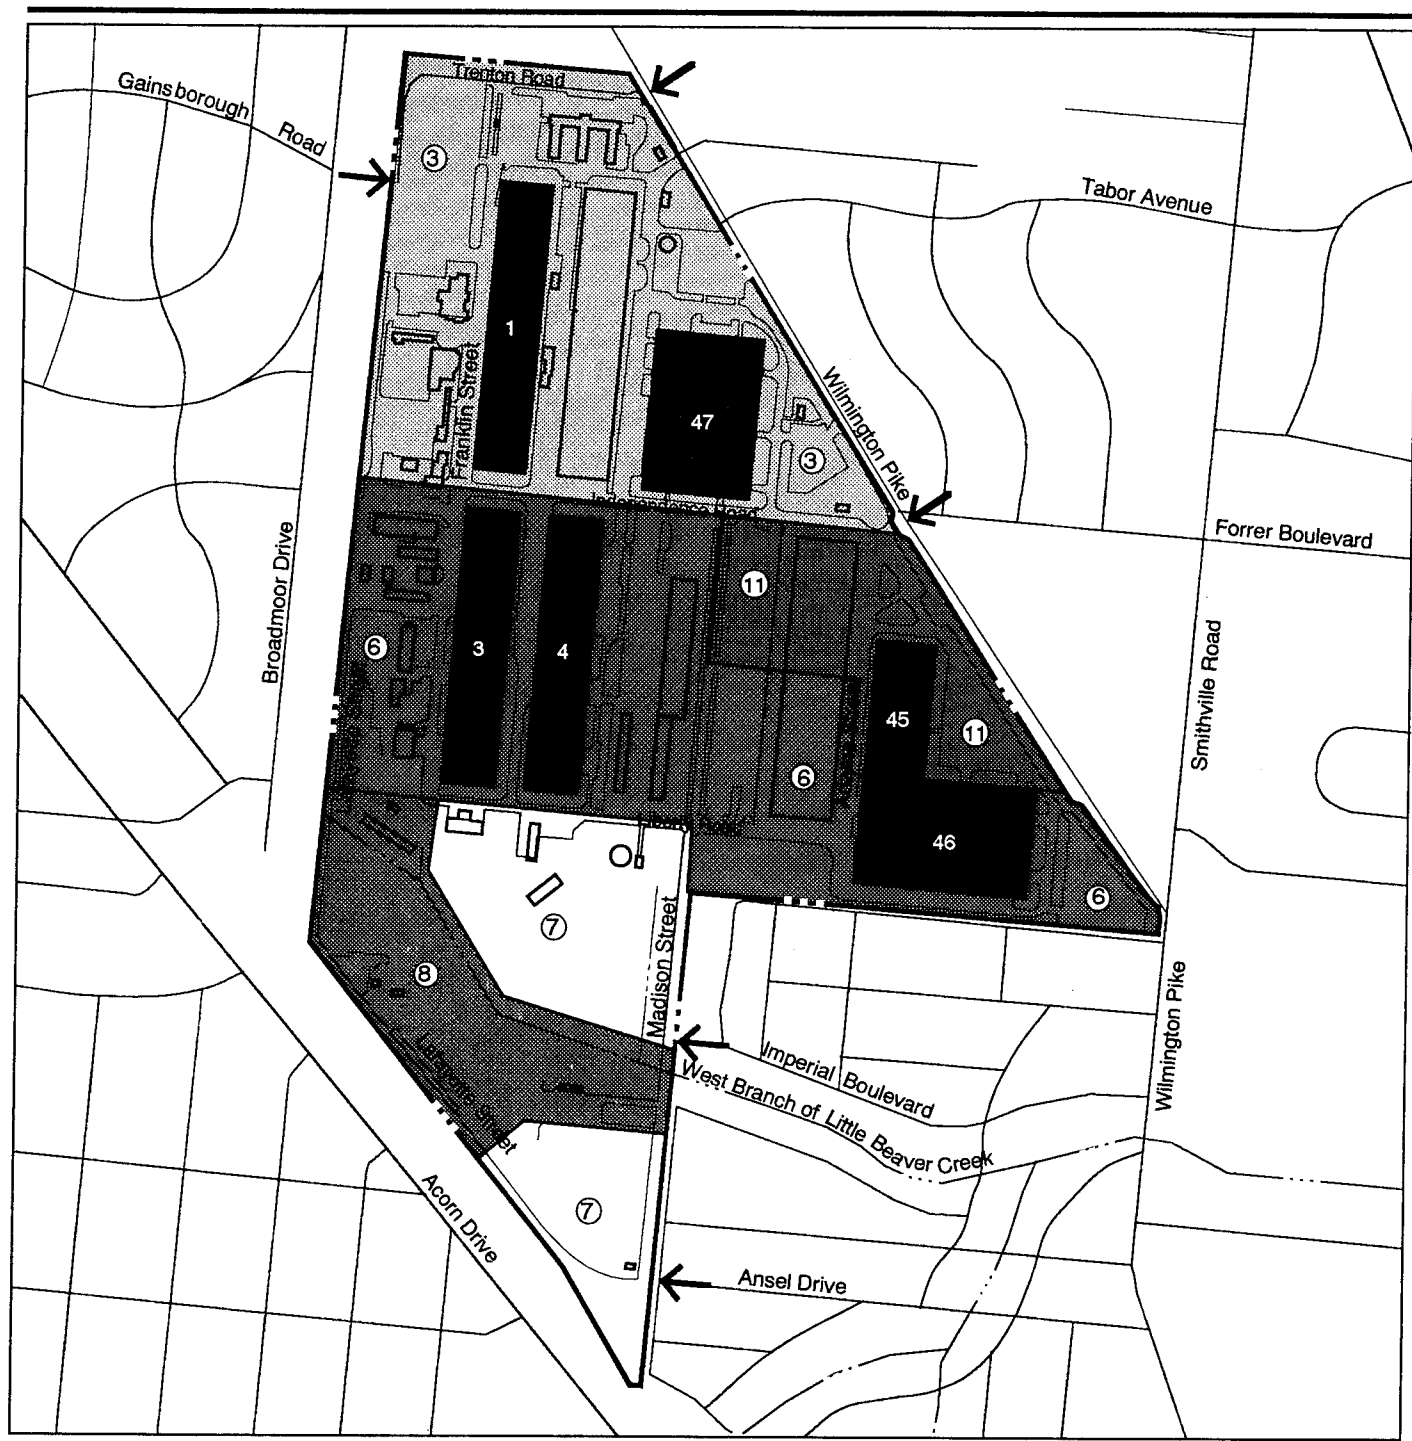 Trenton Road
Gainsborough
Road
3
Tabor Avenue
1
Franklin Street
47
Wilmington Pike
3
Independence Road
Forrer Boulevard
Broadmoor Drive
11
6
3
4
Smithville Road
45
11
6
46
6
7
Madison Street
8
Wilmington Pike
Imperial Boulevard
West Branch of Little Beaver Creek
Lafayette Street
Acorn Drive
7
Ansel Drive